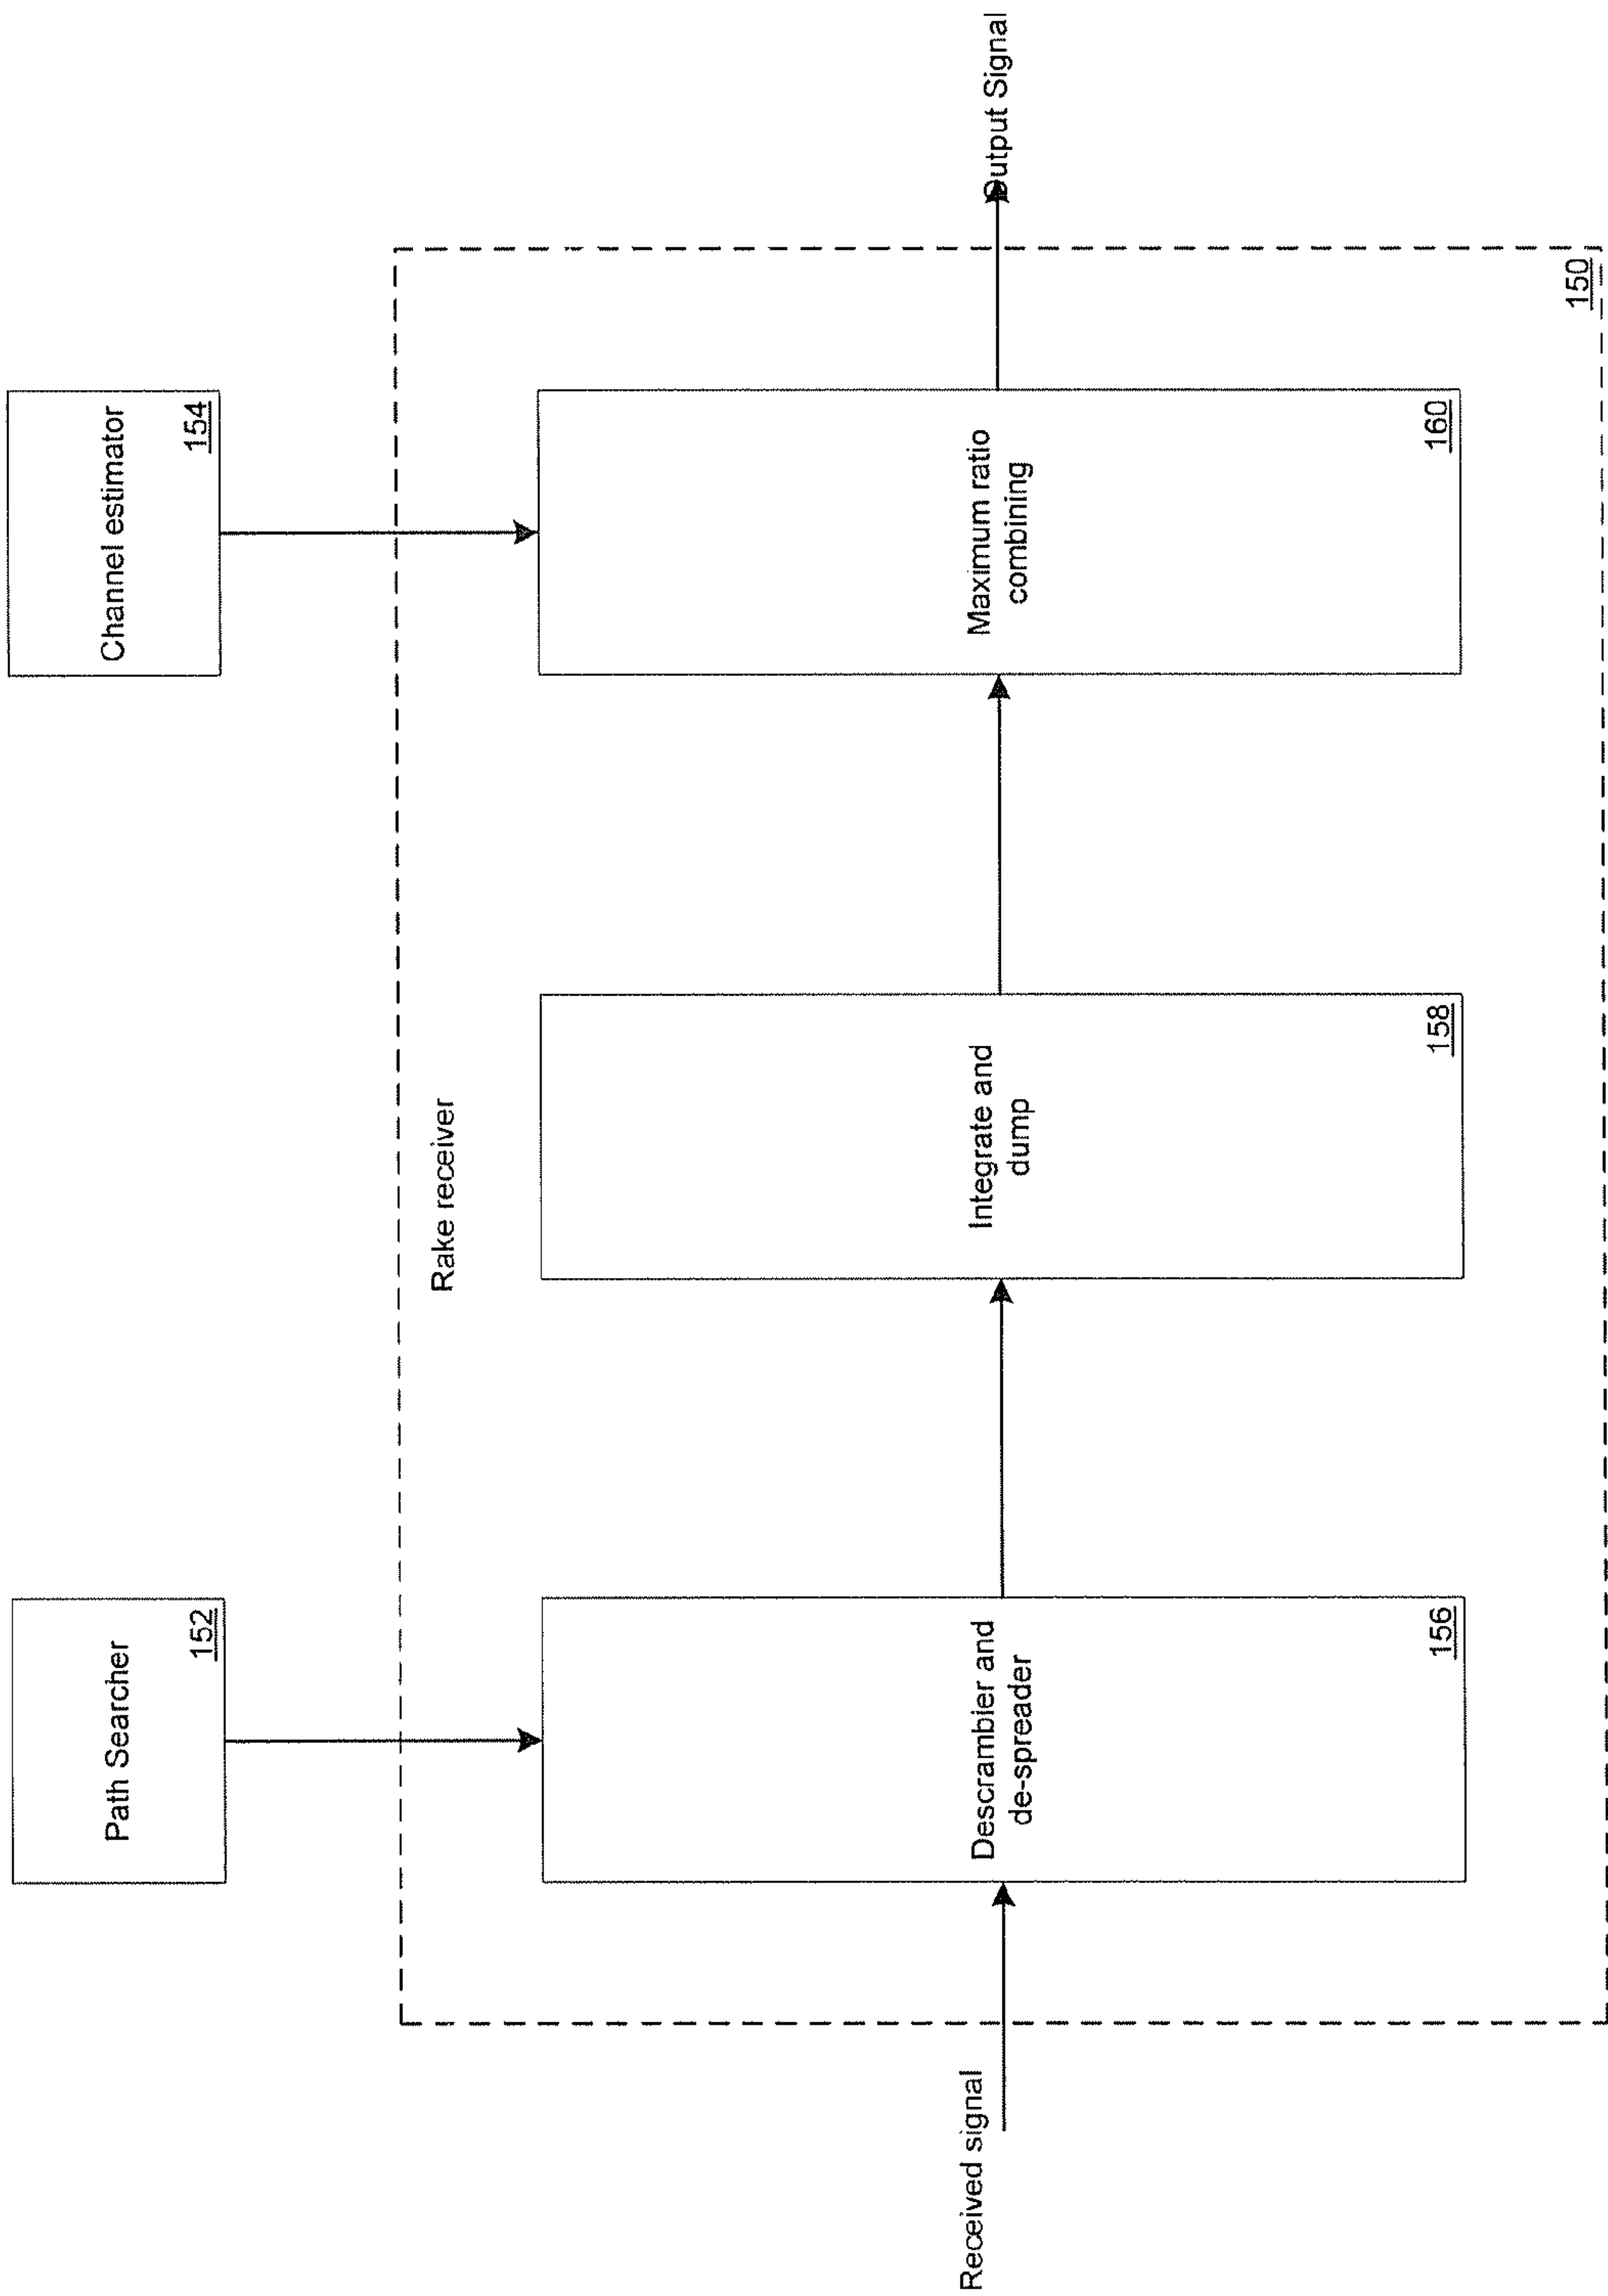 Path Searcher
152
Channel estimator
154
Rake receiver
Received signal
Descrambler and
de-spreader
156
Integrate and
dump
158
Maximum ratio
combining
160
Output Signal
150